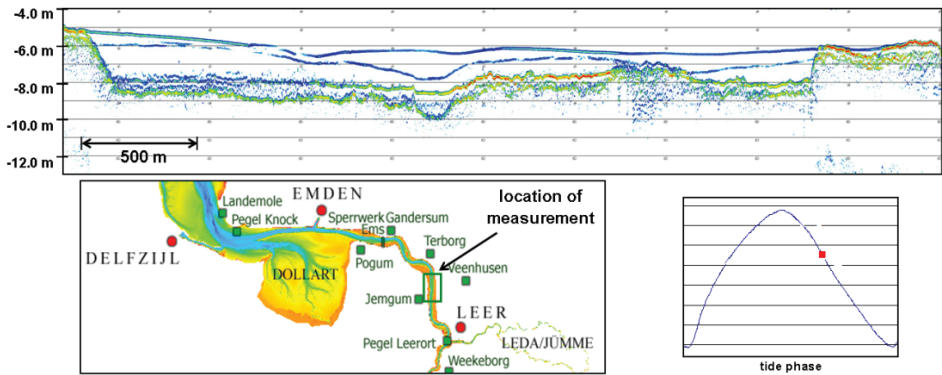 -4.0 m
-6.0 m
-8.0 m
-10.0 m
-12.0 m
500 m
location of
measurement
EMDEN
Landemole
Pegel Knock
Sperrwerk
Ems
Gandersum
Terborg
DELFZIJL
Pogum
DOLLART
Veenhusen
Jemgum
LEER
Pegel Leerort
LEDA/JÜMME
Weekeborg
tide phase